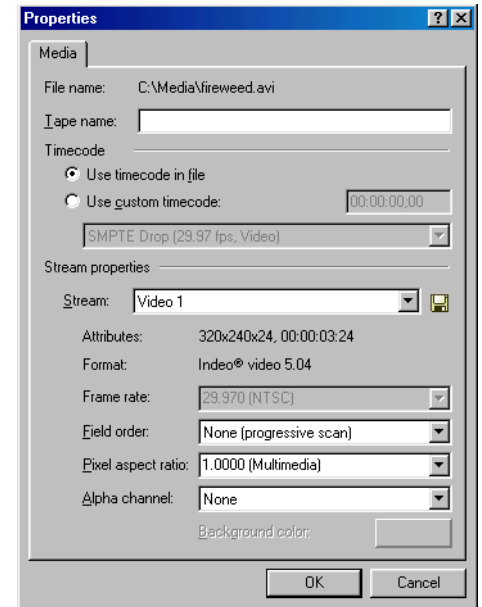 Properties
Media
File name: C:\Media\fireweed.avi
Tape name:
Timecode
Use timecode in file
Use custom timecode: 00:00:00;00
SMPTE Drop (29.97 fps, Video)
Stream properties
Stream: Video 1
Attributes: 320x240x24, 00:00:03:24
Format: Indeo® video 5.04
Frame rate: 29.970 (NTSC)
Field order: None (progressive scan)
Pixel aspect ratio: 1.0000 (Multimedia)
Alpha channel: None
Background color:
OK Cancel